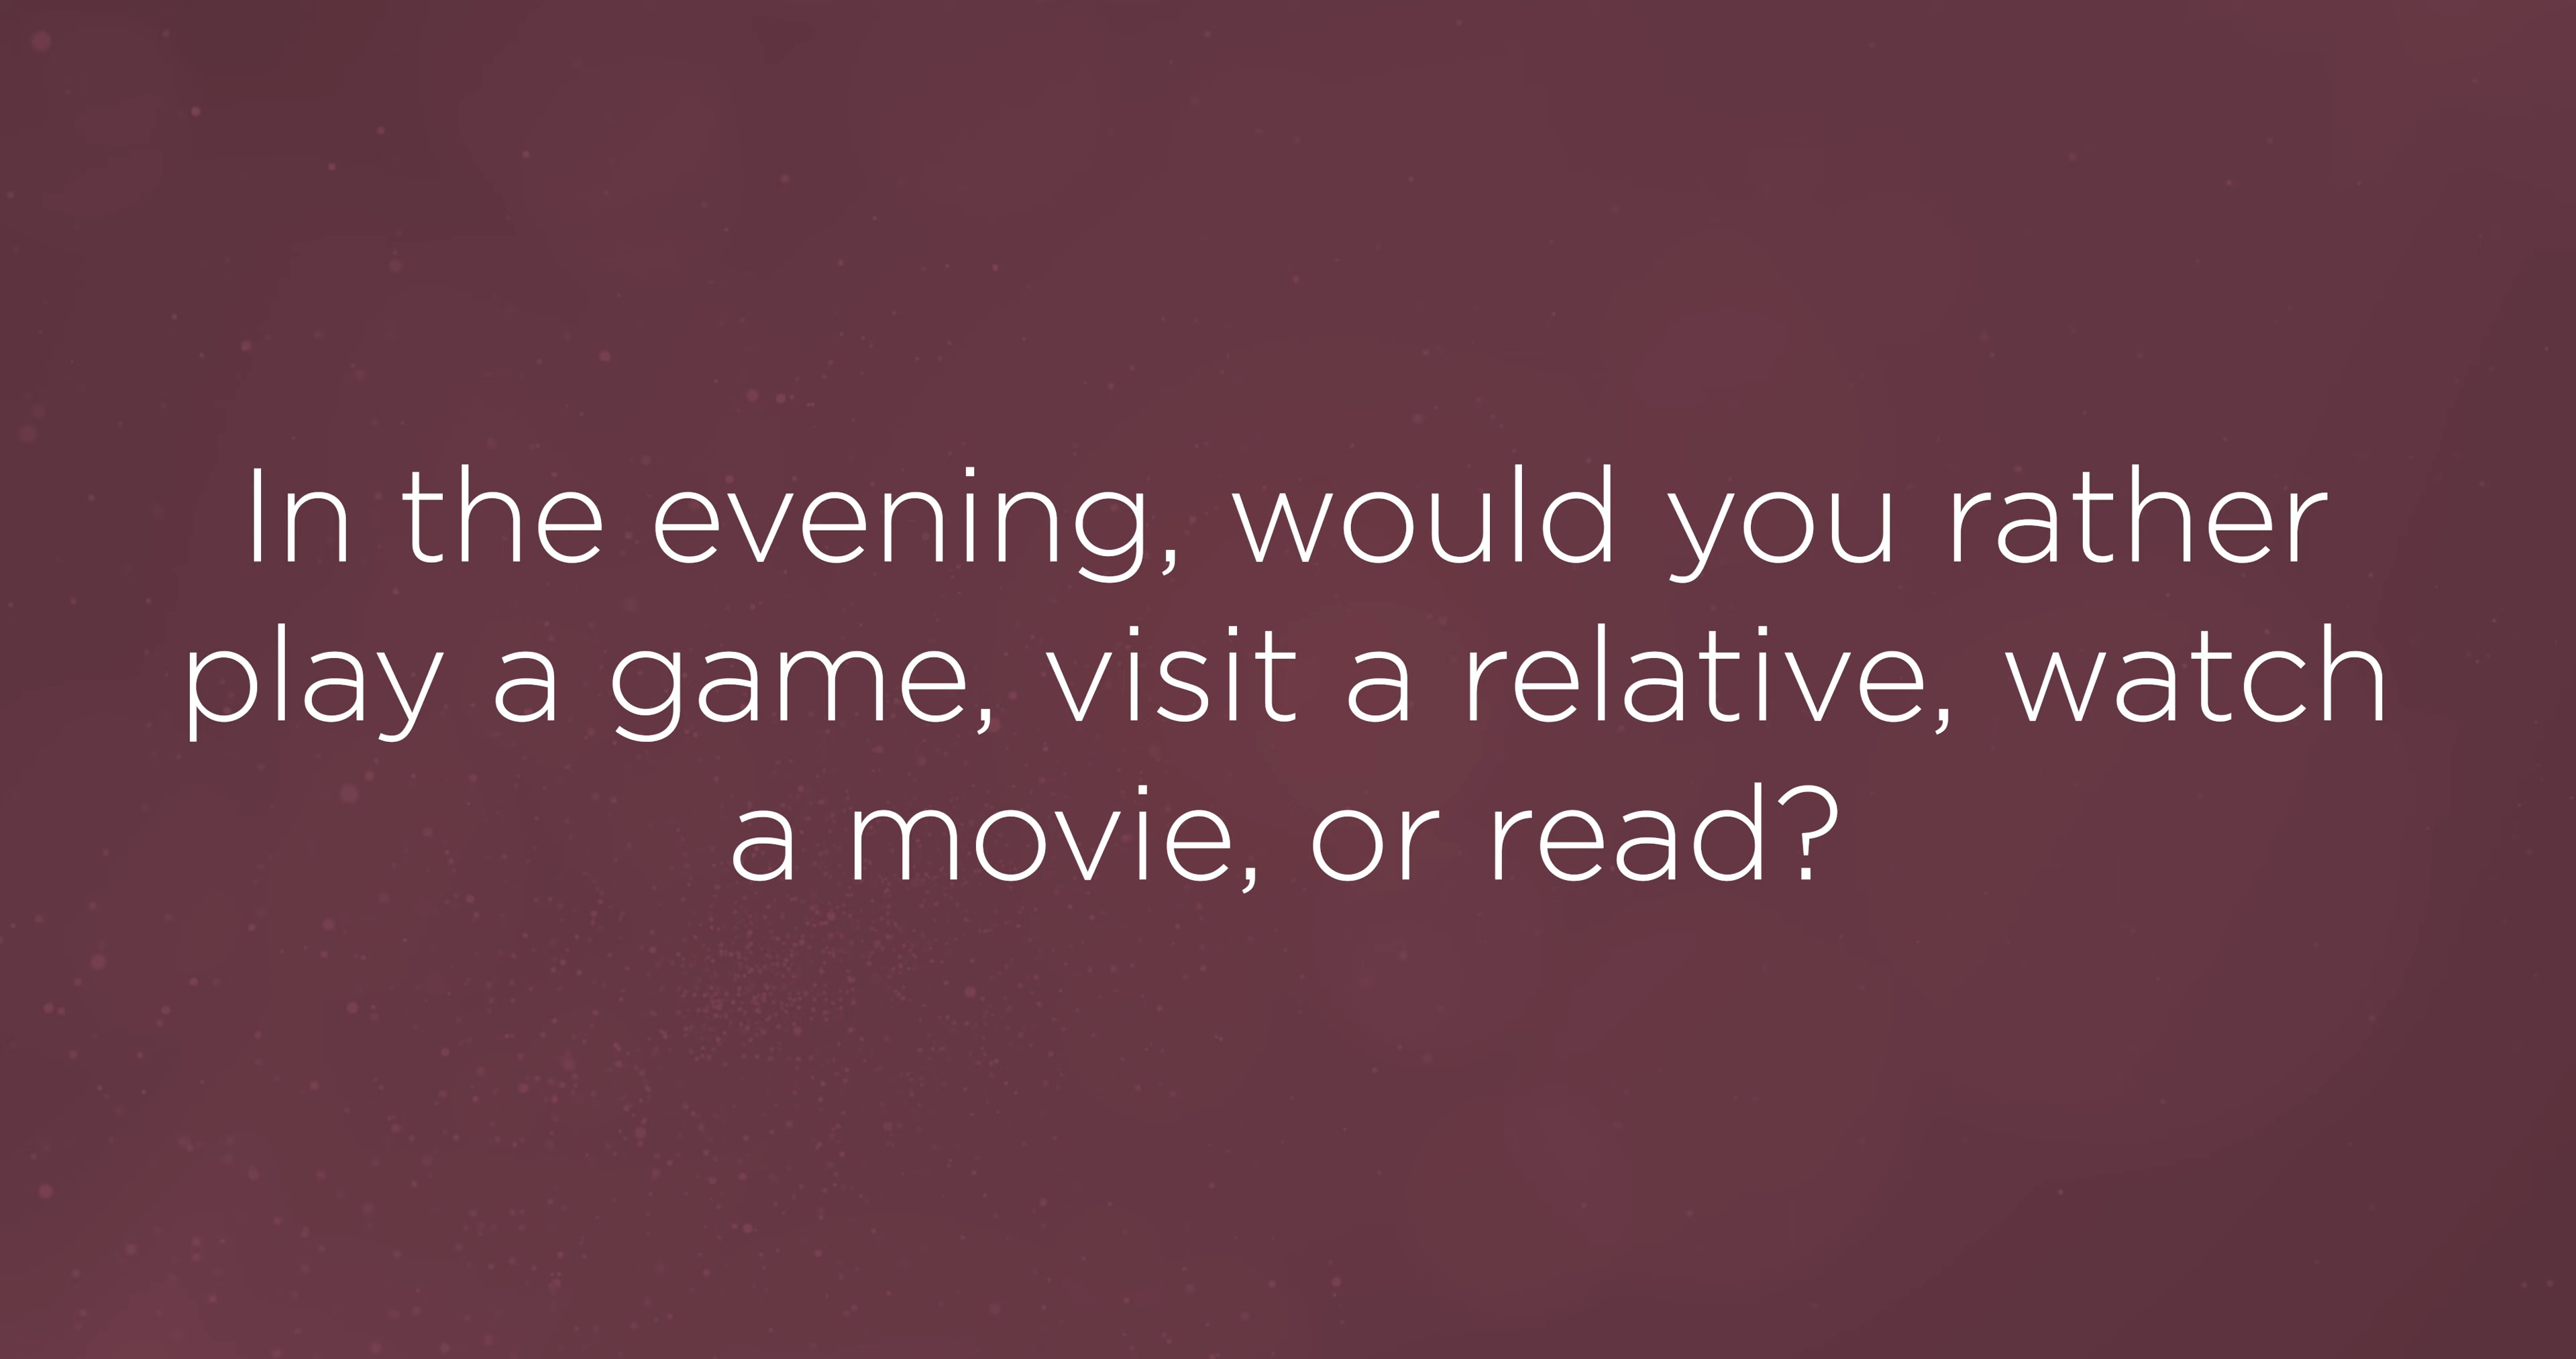 In the evening, would you rather
play a game, visit a relative, watch
a movie, or read?